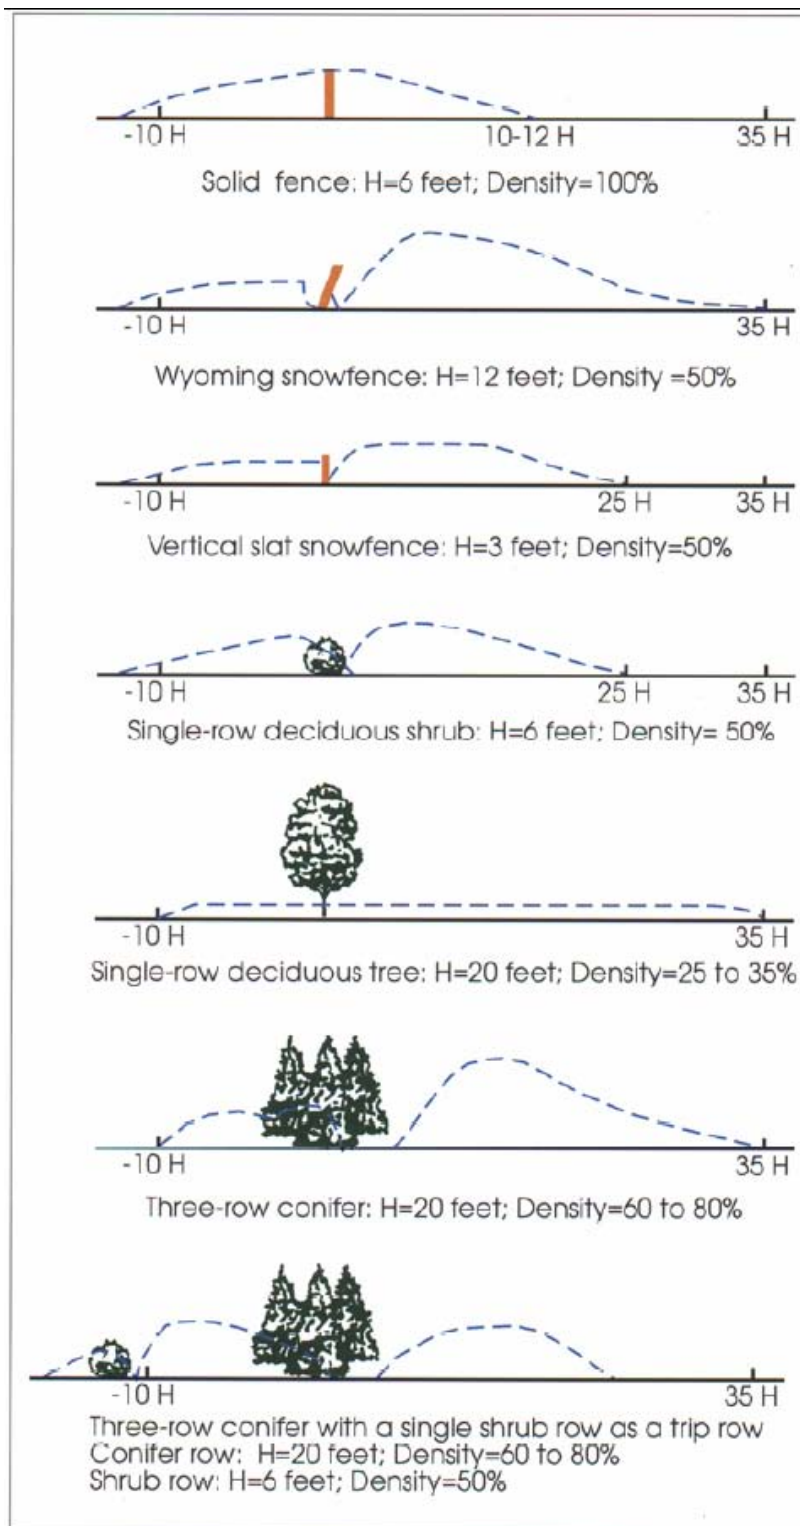 -10 H 10-12 H 35 H
Solid fence: H=6 feet; Density=100%
-10 H 35 H
Wyoming snowfence: H=12 feet; Density =50%
-10 H 25 H 35 H
Vertical slat snowfence: H=3 feet; Density=50%
-10 H 25 H 35 H
Single-row deciduous shrub: H=6 feet; Density= 50%
-10 H 35 H
Single-row deciduous tree: H=20 feet; Density=25 to 35%
-10 H 35 H
Three-row conifer: H=20 feet; Density=60 to 80%
-10 H 35 H
Three-row conifer with a single shrub row as a trip row
Conifer row: H=20 feet; Density=60 to 80%
Shrub row: H=6 feet; Density=50%